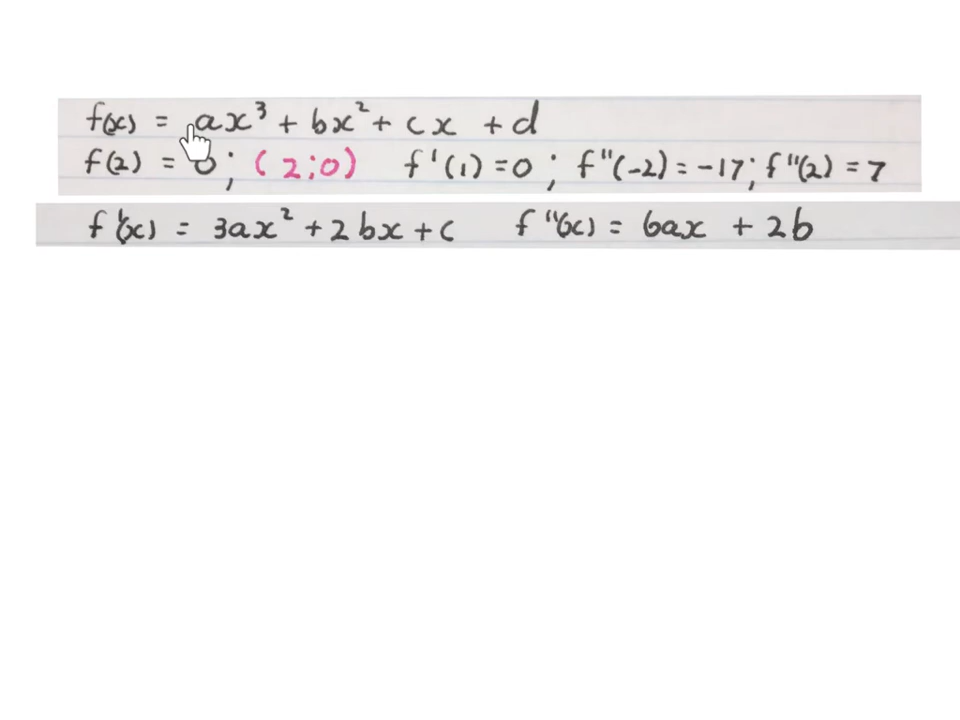 f(x) = ax³ + bx² + cx + d
f(2) = 0 ; (2;0) f'(1) = 0 ; f''(-2) = -17 ; f''(2) = 7
f'(x) = 3ax² + 2bx + c f''(x) = 6ax + 2b